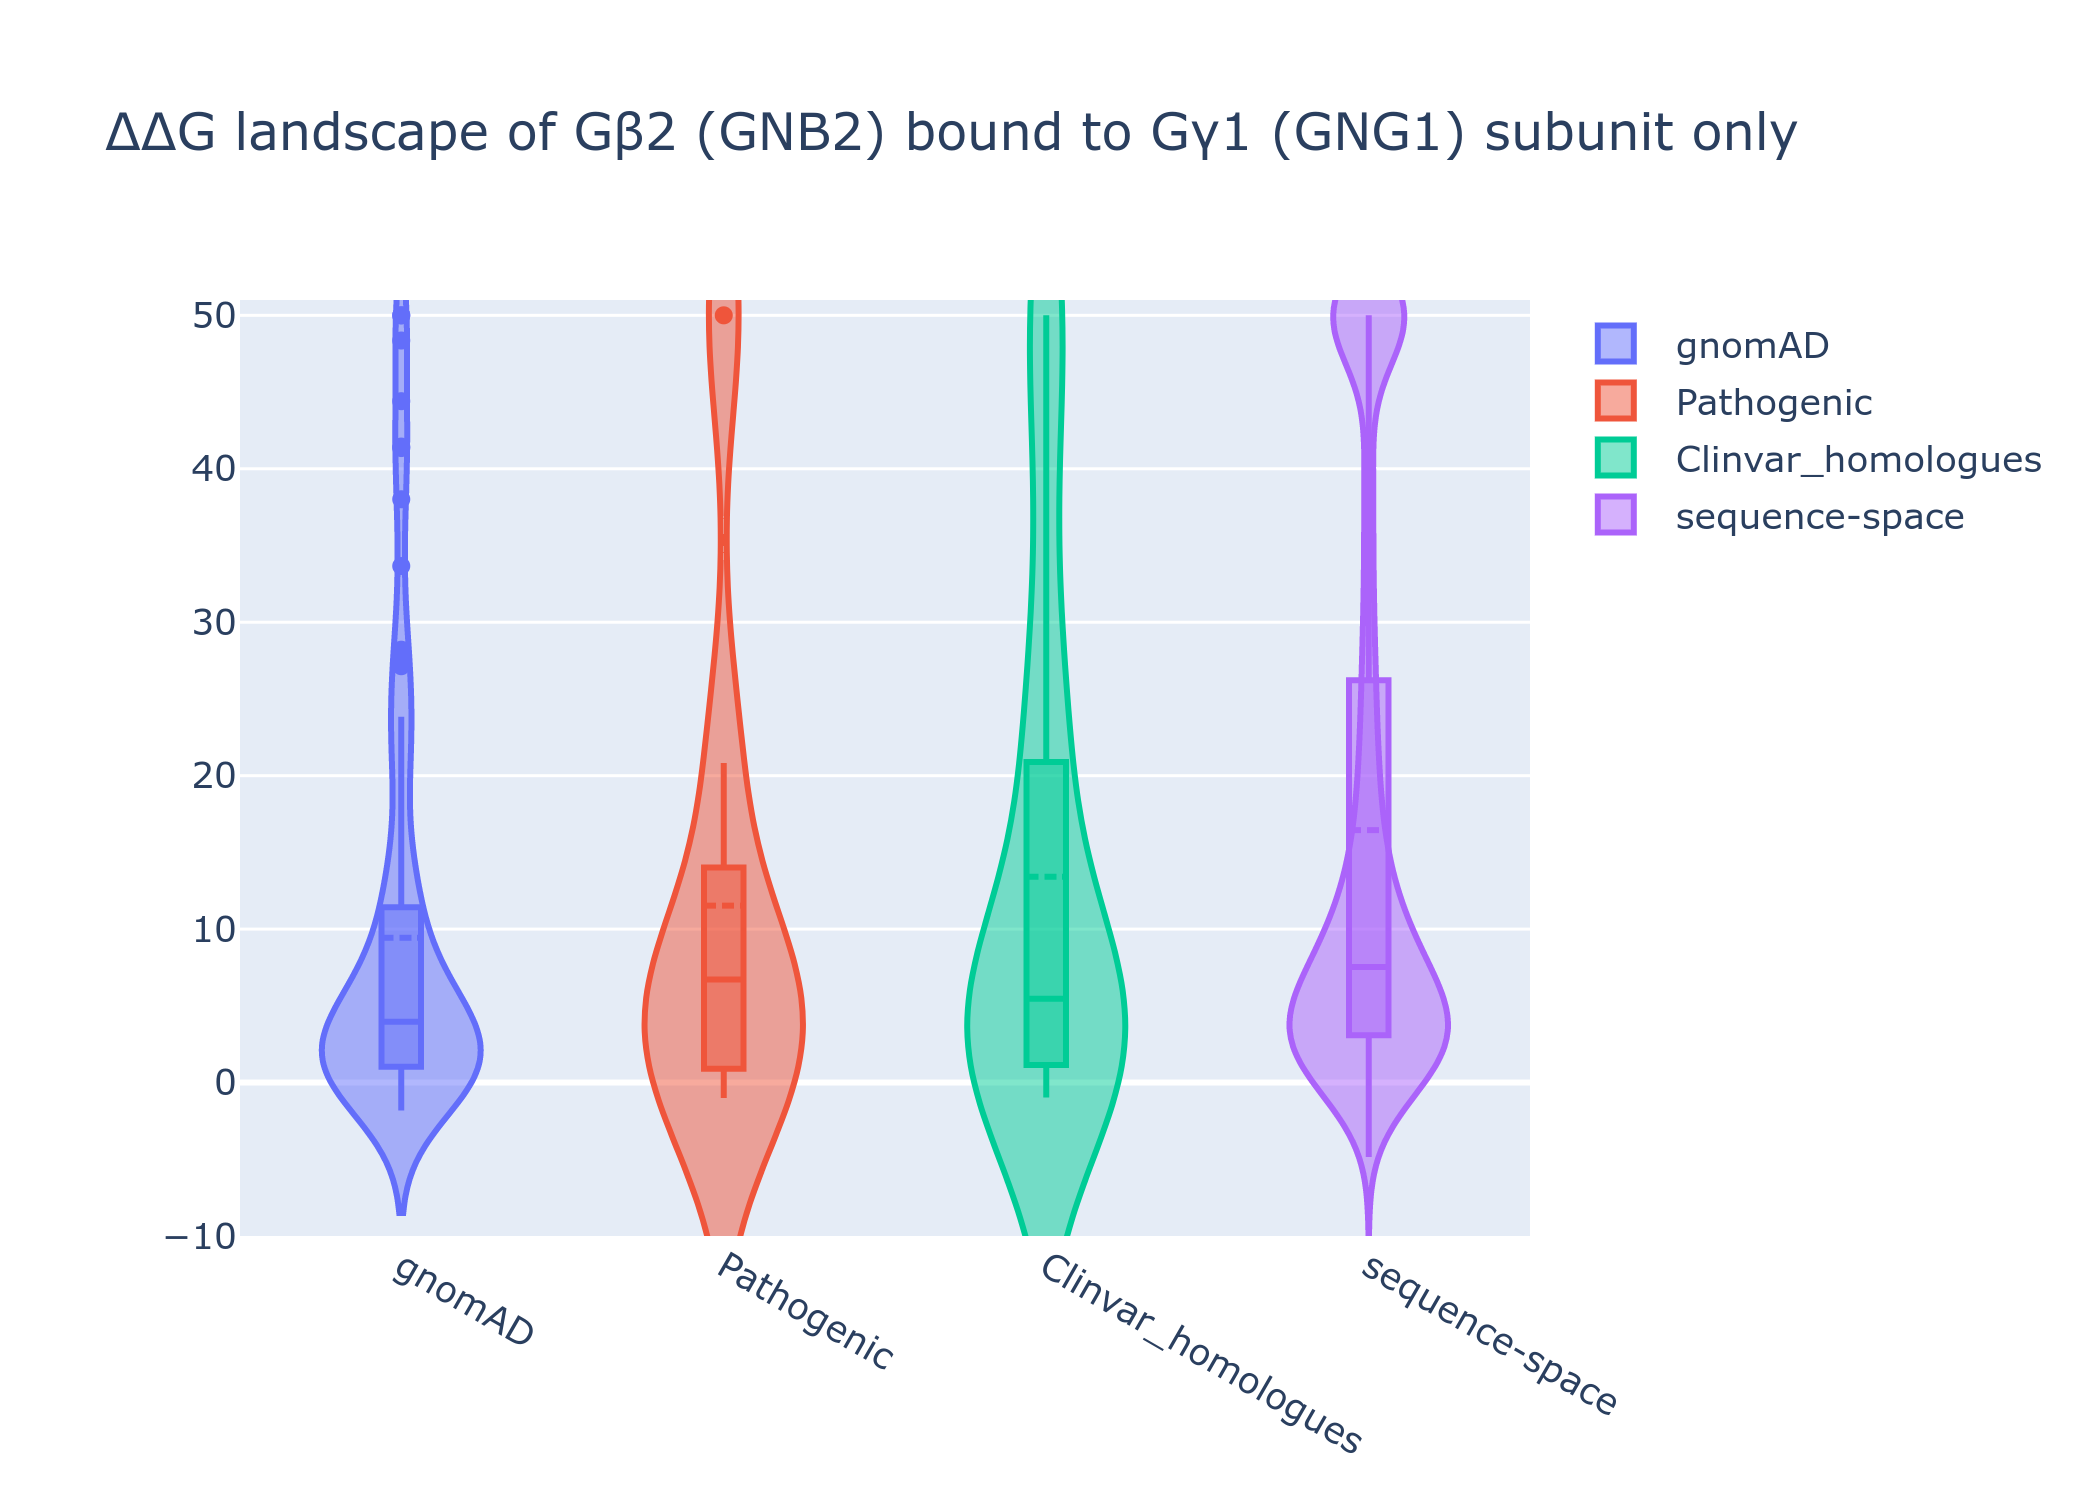 ΔΔG landscape of Gβ2 (GNB2) bound to Gγ1 (GNG1) subunit only
50
40
30
20
10
0
−10
gnomAD
Pathogenic
Clinvar_homologues
sequence-space
gnomAD
Pathogenic
Clinvar_homologues
sequence-space